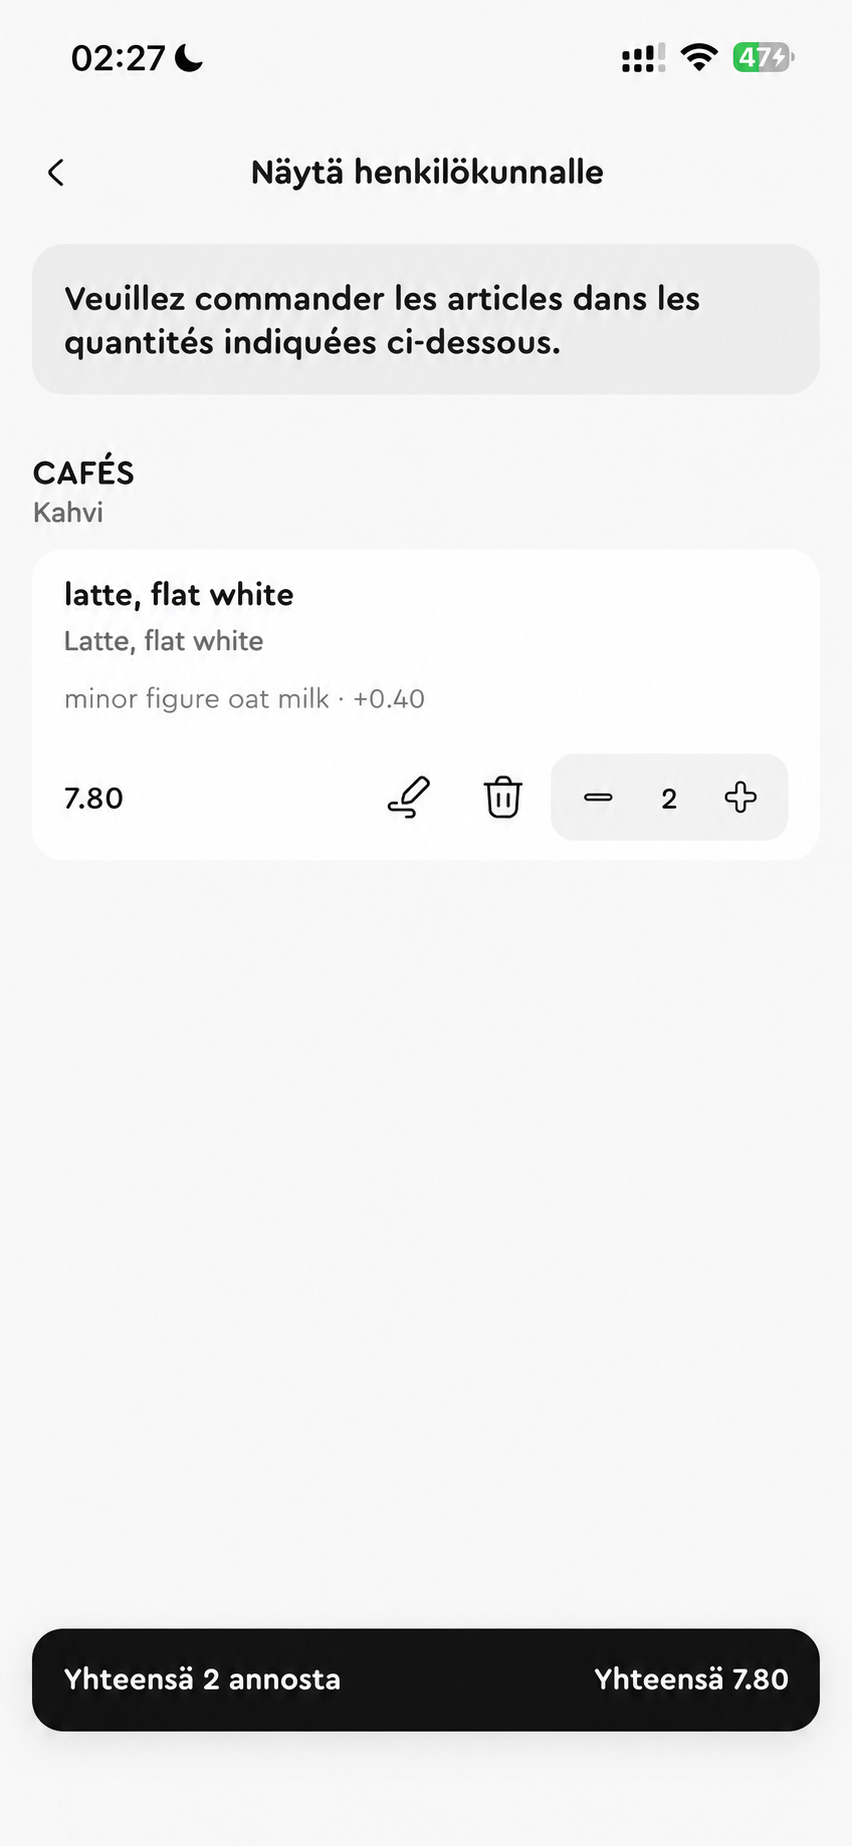 02:27
47
Näytä henkilökunnalle
Veuillez commander les articles dans les
quantités indiquées ci-dessous.
CAFÉS
Kahvi
latte, flat white
Latte, flat white
minor figure oat milk · +0.40
7.80
2
Yhteensä 2 annosta
Yhteensä 7.80